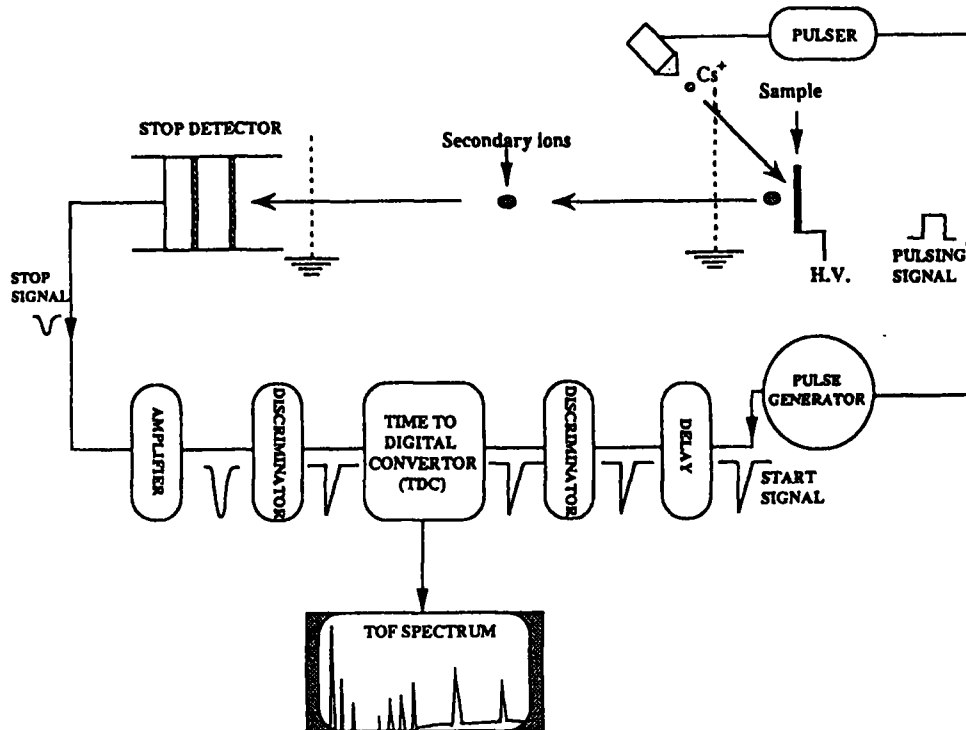 PULSER
Cs+
Sample
STOP DETECTOR
Secondary ions
H.V.
PULSING
SIGNAL
STOP
SIGNAL
PULSE
GENERATOR
AMPLIFIER
DISCRIMINATOR
TIME TO
DIGITAL
CONVERTOR
(TDC)
DISCRIMINATOR
DELAY
START
SIGNAL
TOF SPECTRUM